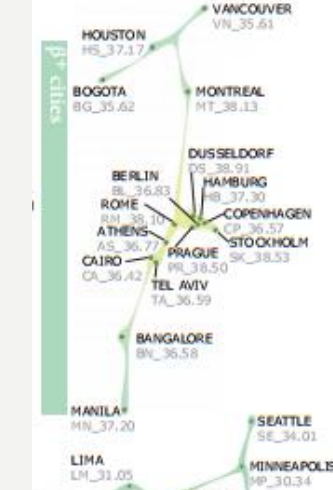 VANCOUVER
VN_35.61
HOUSTON
HS_37.17
β+ cities
BOGOTA
BG_35.62
MONTREAL
MT_38.13
DUSSELDORF
DS_38.91
BERLIN
BL_36.83
HAMBURG
HB_37.30
ROME
RM_38.10
COPENHAGEN
CP_36.57
ATHENS
AS_36.77
STOCKHOLM
SK_38.53
PRAGUE
PR_38.50
CAIRO
CA_36.42
TEL AVIV
TA_36.59
BANGALORE
BN_36.58
MANILA
MN_37.20
SEATTLE
SE_34.01
LIMA
LM_31.05
MINNEAPOLIS
MP_30.34